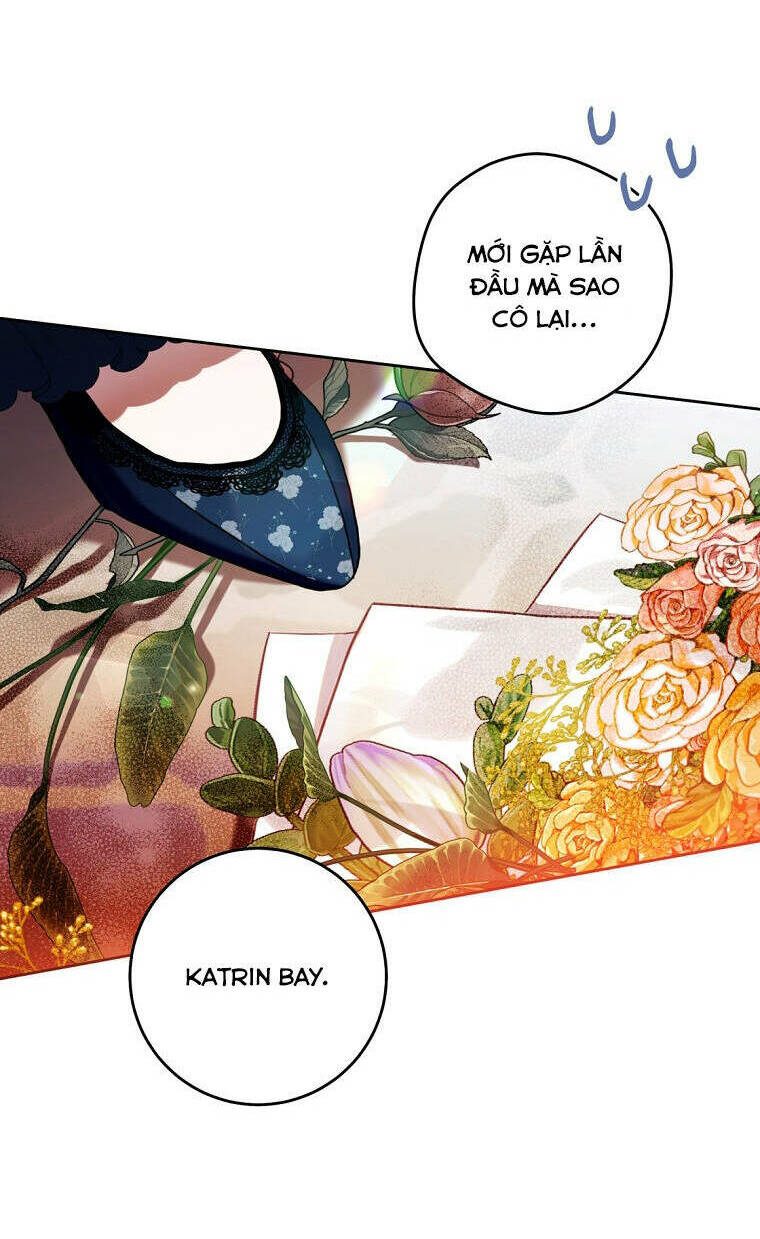 MỚI GẶP LẦN
ĐẦU MÀ SAO
CÔ LẠI...
KATRIN BAY.